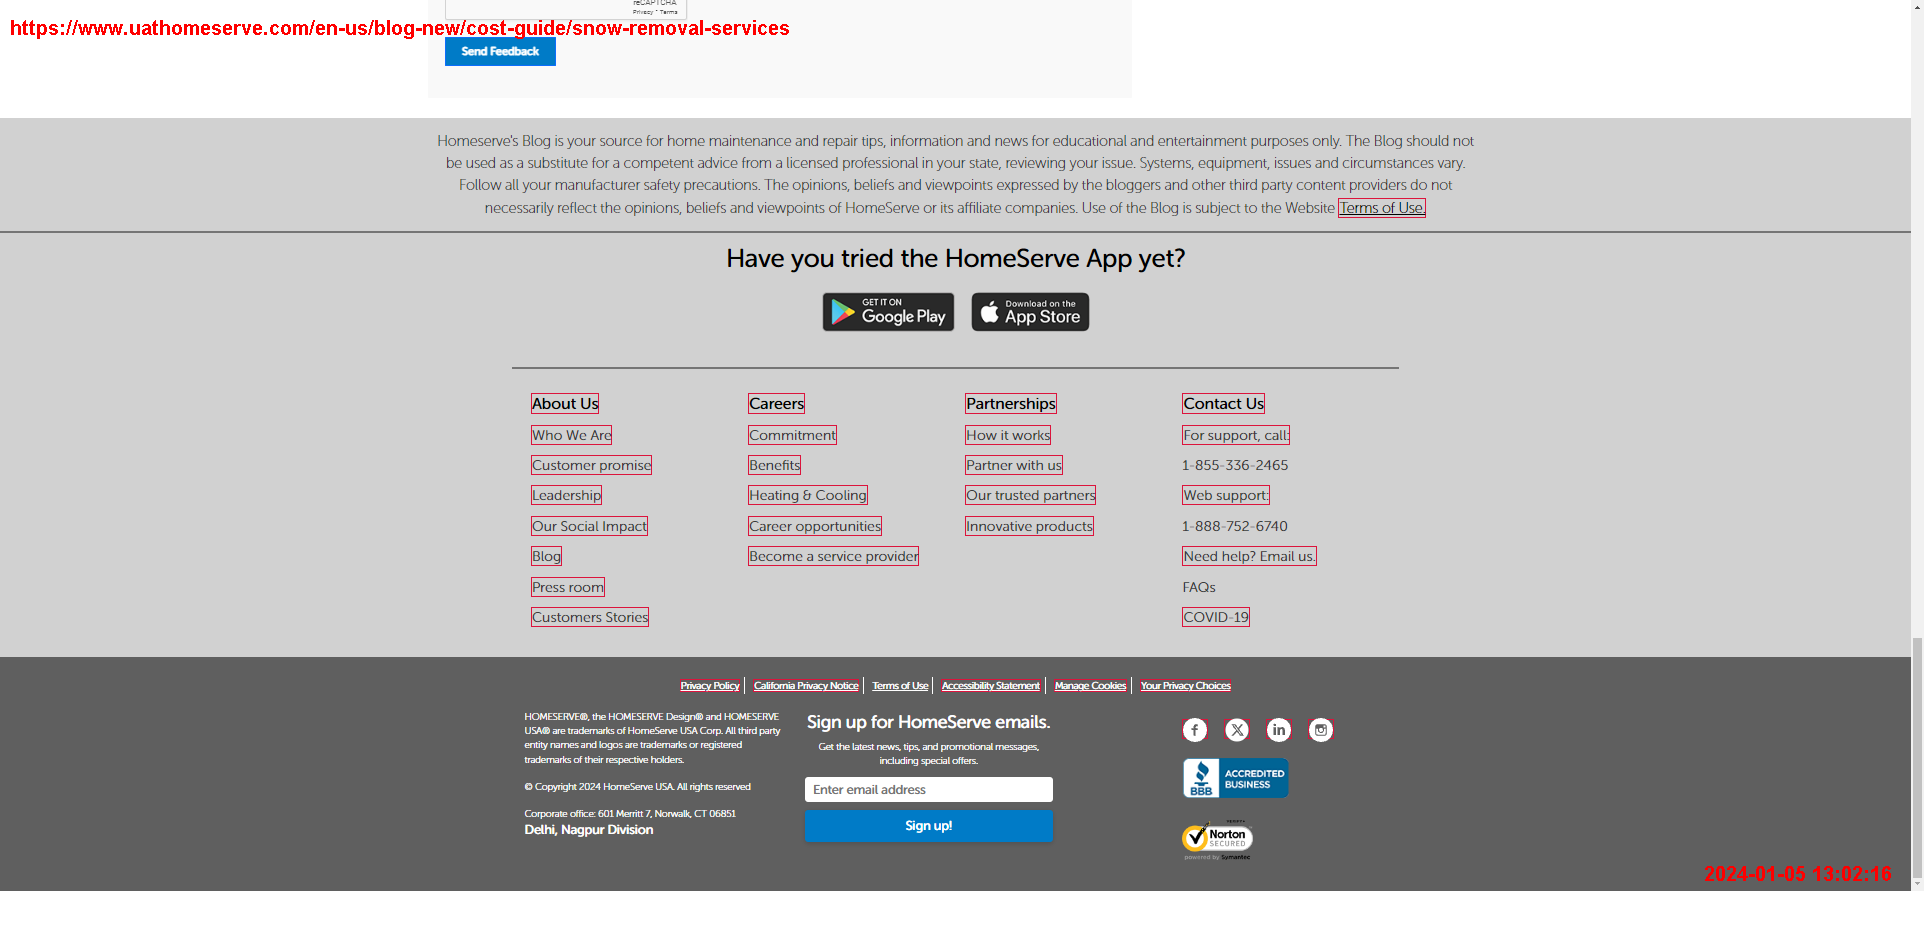 reCAPTCHA
Privacy - Terms
https://www.uathomeserve.com/en-us/blog-new/cost-guide/snow-removal-services
Send Feedback
Homeserve's Blog is your source for home maintenance and repair tips, information and news for educational and entertainment purposes only. The Blog should not
be used as a substitute for a competent advice from a licensed professional in your state, reviewing your issue. Systems, equipment, issues and circumstances vary.
Follow all your manufacturer safety precautions. The opinions, beliefs and viewpoints expressed by the bloggers and other third party content providers do not
necessarily reflect the opinions, beliefs and viewpoints of HomeServe or its affiliate companies. Use of the Blog is subject to the Website Terms of Use.
Have you tried the HomeServe App yet?
GET IT ON
Google Play
Download on the
App Store
About Us
Who We Are
Customer promise
Leadership
Our Social Impact
Blog
Press room
Customers Stories
Careers
Commitment
Benefits
Heating & Cooling
Career opportunities
Become a service provider
Partnerships
How it works
Partner with us
Our trusted partners
Innovative products
Contact Us
For support, call:
1-855-336-2465
Web support:
1-888-752-6740
Need help? Email us.
FAQs
COVID-19
Privacy Policy
California Privacy Notice
Terms of Use
Accessibility Statement
Manage Cookies
Your Privacy Choices
HOMESERVE®, the HOMESERVE Design® and HOMESERVE
USA® are trademarks of HomeServe USA Corp. All third party
entity names and logos are trademarks or registered
trademarks of their respective holders.
© Copyright 2024 HomeServe USA. All rights reserved
Corporate office: 601 Merritt 7, Norwalk, CT 06851
Delhi, Nagpur Division
Sign up for HomeServe emails.
Get the latest news, tips, and promotional messages,
including special offers.
Enter email address
Sign up!
BBB
ACCREDITED
BUSINESS
Norton
SECURED
powered by Symantec
2024-01-05 13:02:16